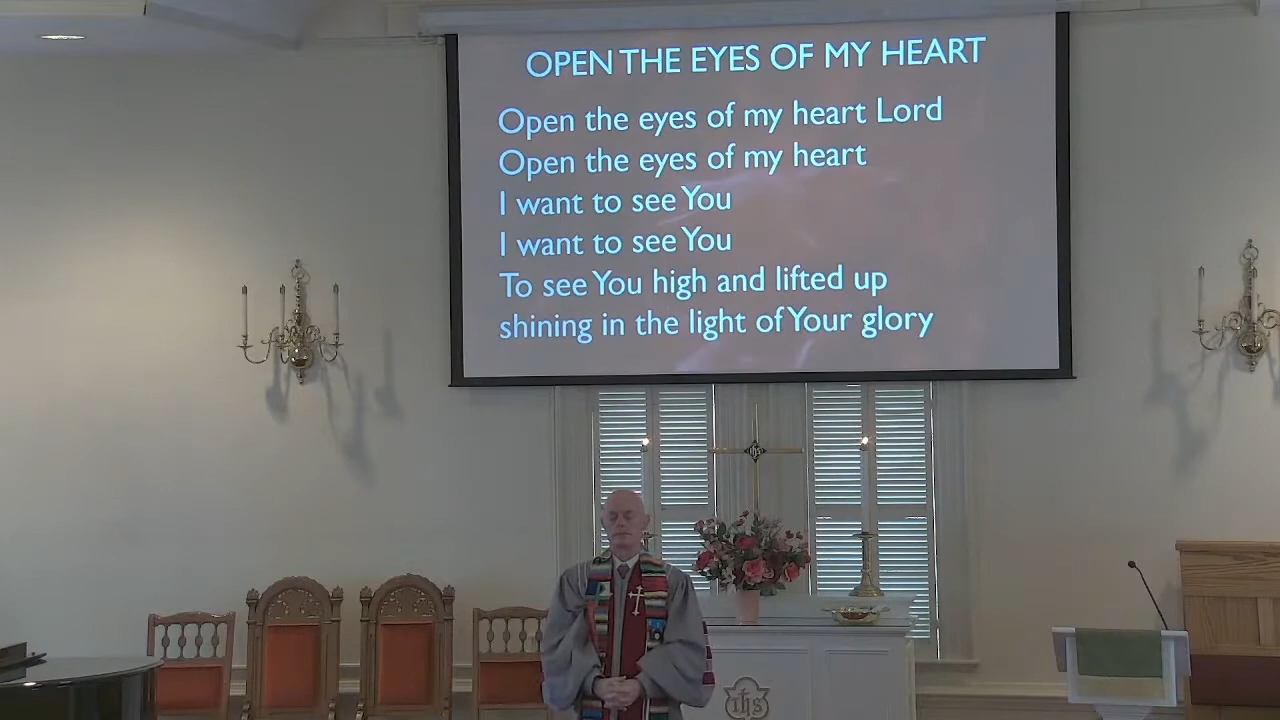 OPEN THE EYES OF MY HEART
Open the eyes of my heart Lord
Open the eyes of my heart
I want to see You
I want to see You
To see You high and lifted up
shining in the light of Your glory
ihs
ihs